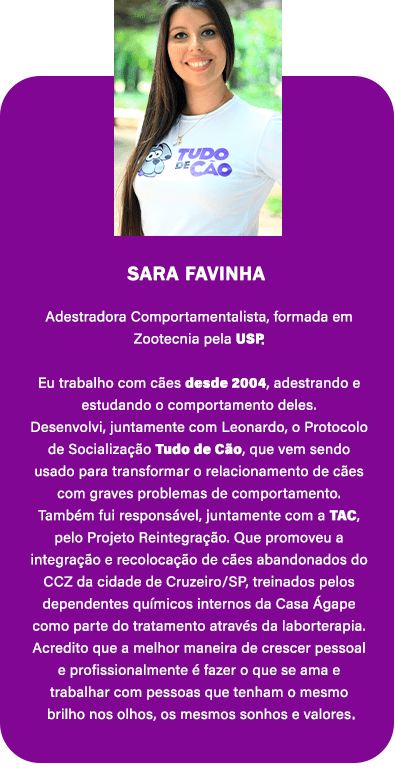 TUDO
DE CÃO
SARA FAVINHA
Adestradora Comportamentalista, formada em
Zootecnia pela USP.
Eu trabalho com cães desde 2004, adestrando e
estudando o comportamento deles.
Desenvolvi, juntamente com Leonardo, o Protocolo
de Socialização Tudo de Cão, que vem sendo
usado para transformar o relacionamento de cães
com graves problemas de comportamento.
Também fui responsável, juntamente com a TAC,
pelo Projeto Reintegração. Que promoveu a
integração e recolocação de cães abandonados do
CCZ da cidade de Cruzeiro/SP, treinados pelos
dependentes químicos internos da Casa Ágape
como parte do tratamento através da laborterapia.
Acredito que a melhor maneira de crescer pessoal
e profissionalmente é fazer o que se ama e
trabalhar com pessoas que tenham o mesmo
brilho nos olhos, os mesmos sonhos e valores.